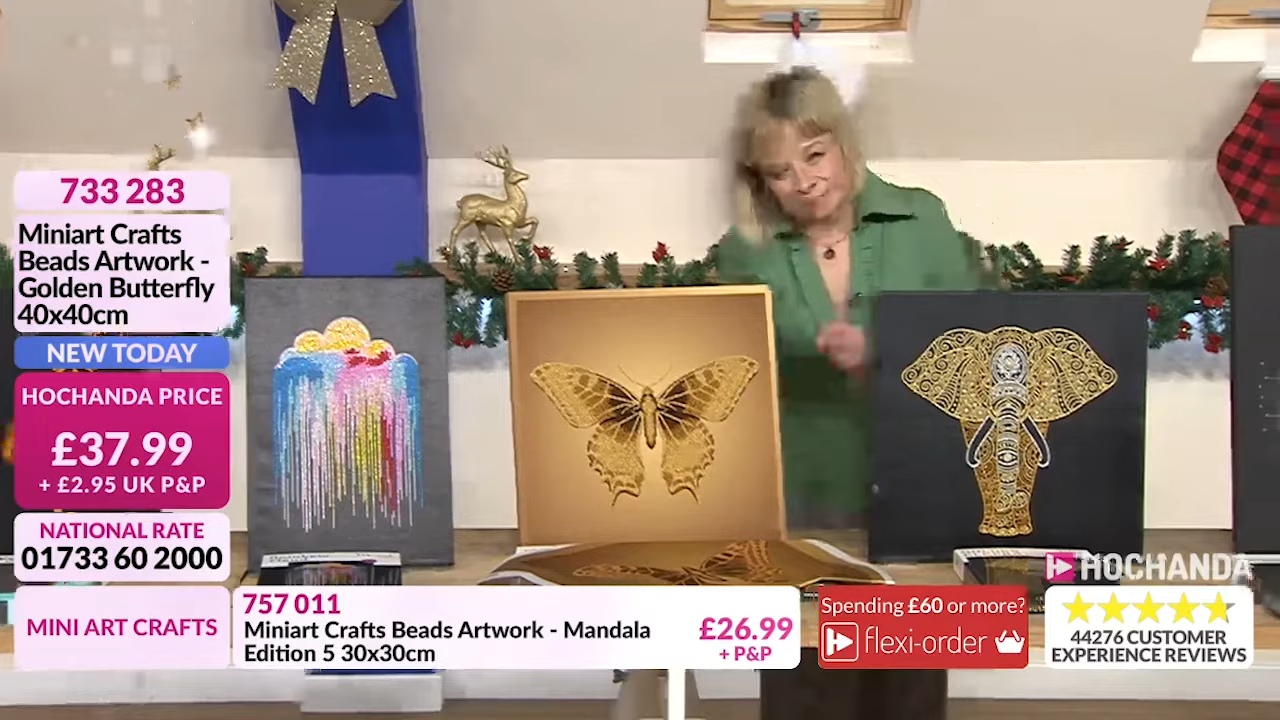 733 283
Miniart Crafts
Beads Artwork -
Golden Butterfly
40x40cm
NEW TODAY
HOCHANDA PRICE
£37.99
+ £2.95 UK P&P
NATIONAL RATE
01733 60 2000
MINI ART CRAFTS
757 011
Miniart Crafts Beads Artwork - Mandala
Edition 5 30x30cm
£26.99
+ P&P
Spending £60 or more?
flexi-order
HOCHANDA
44276 CUSTOMER
EXPERIENCE REVIEWS